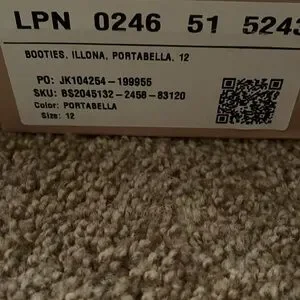 LPN 0246 51 5243
BOOTIES, ILLONA, PORTABELLA, 12
PO: JK104254-199955
SKU: BS2045132-2458-83120
Color: PORTABELLA
Size: 12